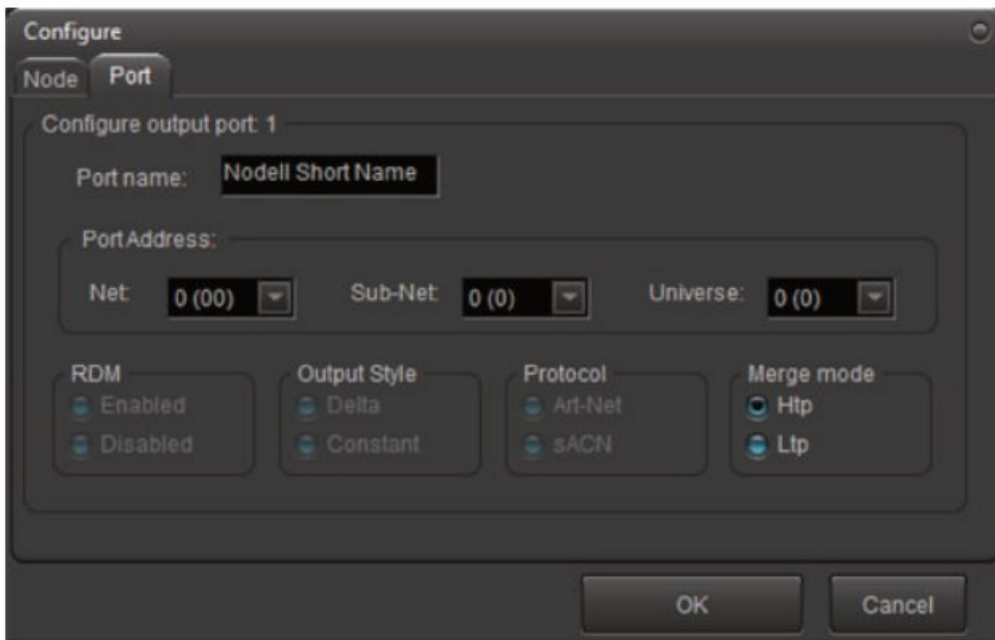 Configure
Node Port
Configure output port: 1
Port name: Nodell Short Name
Port Address:
Net: 0 (00) Sub-Net: 0 (0) Universe: 0 (0)
RDM Output Style Protocol Merge mode
Enabled Delta Art-Net Htp
Disabled Constant sACN Ltp
OK Cancel